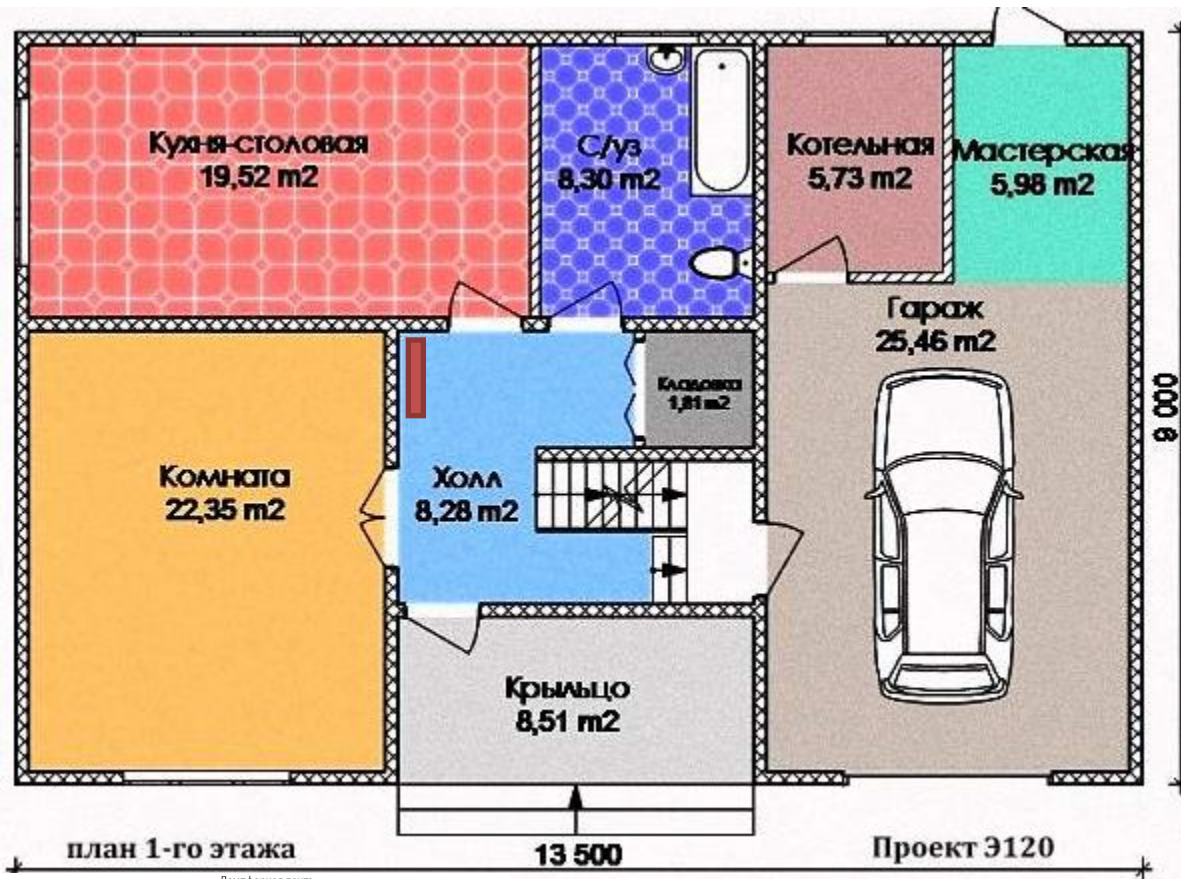 Кухня-столовая
19,52 m2
С/уз
8,30 m2
Котельная
5,73 m2
Мастерская
5,98 m2
Гараж
25,46 m2
Кладовка
1,81 m2
Комната
22,35 m2
Холл
8,28 m2
9 000
Крыльцо
8,51 m2
план 1-го этажа
13 500
Проект Э120